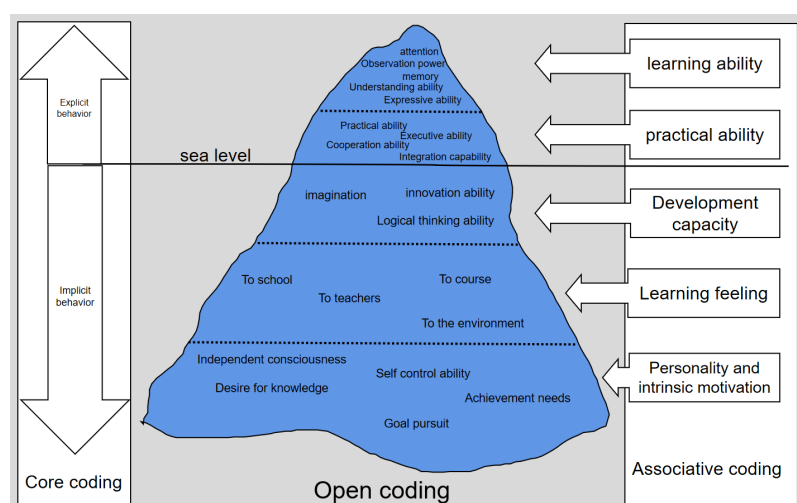 attention
Observation power
memory
Understanding ability
Expressive ability
learning ability
Explicit
behavior
Practical ability
Executive ability
Cooperation ability
Integration capability
practical ability
sea level
imagination
innovation ability
Logical thinking ability
Development
capacity
To school
To course
To teachers
To the environment
Learning feeling
Implicit
behavior
Independent consciousness
Self control ability
Desire for knowledge
Achievement needs
Goal pursuit
Personality and
intrinsic motivation
Core coding
Open coding
Associative coding